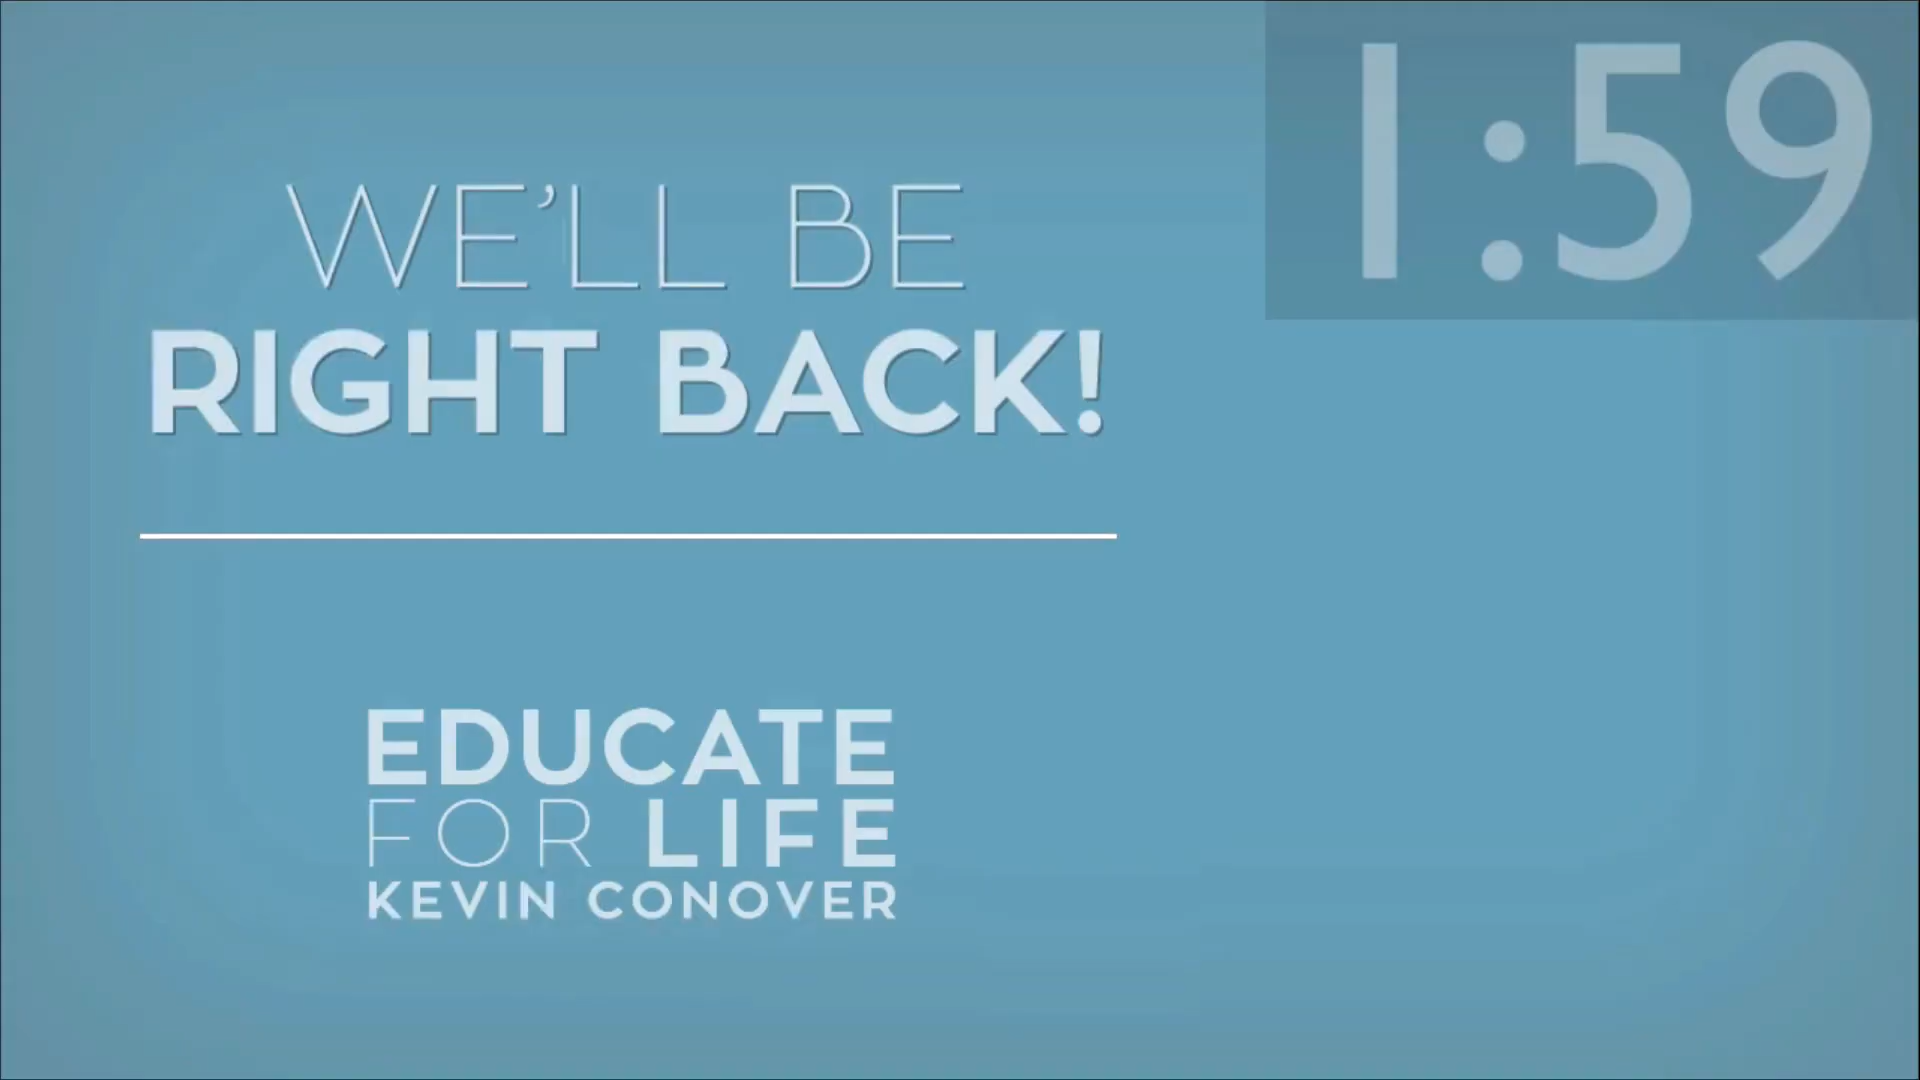 1:59
WE'LL BE
RIGHT BACK!
EDUCATE
FOR LIFE
KEVIN CONOVER